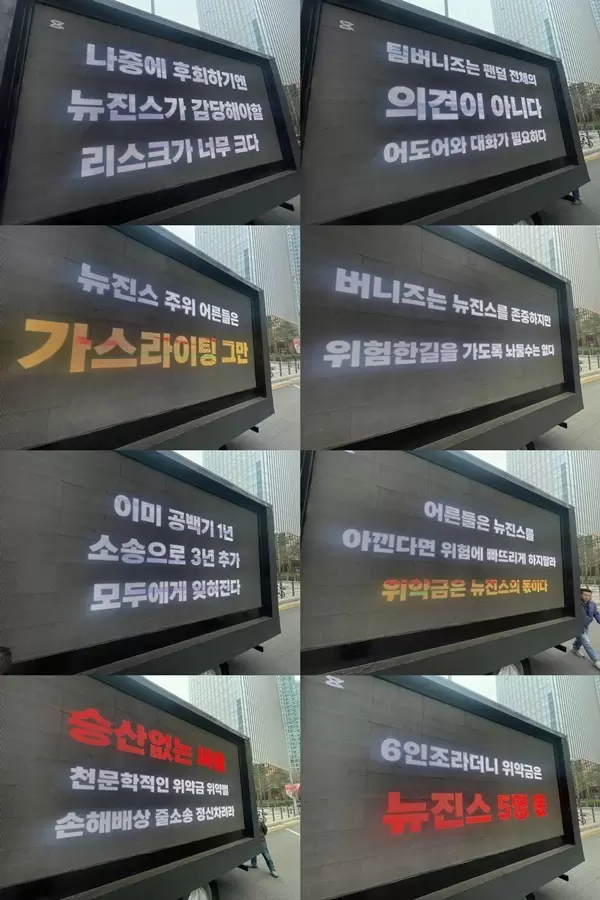 나중에 후회하기엔
뉴진스가 감당해야할
리스크가 너무 크다
팀버니즈는 팬덤 전체의
의견이 아니다
어도어와 대화가 필요하다
뉴진스 주위 어른들은
가스라이팅 그만
버니즈는 뉴진스를 존중하지만
위험한길을 가도록 놔둘수는 없다
이미 공백기 1년
소송으로 3년 추가
모두에게 잊혀진다
어른들은 뉴진스를
아낀다면 위험에 빠뜨리게 하지말라
위약금은 뉴진스의 몫이다
승산없는
천문학적인 위약금 위약벌
손해배상 줄소송 정신차려라
6인조라더니 위약금은
뉴진스 5명